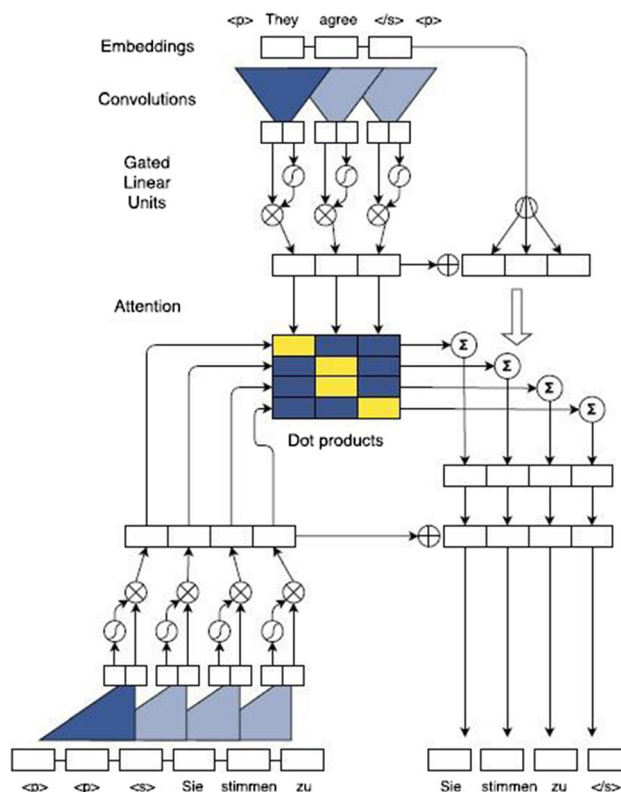 <p> They agree </s> <p>
Embeddings
Convolutions
Gated
Linear
Units
Attention
Σ
Σ
Σ
Σ
Dot products
<p> <p> <s> Sie stimmen zu
Sie stimmen zu </s>